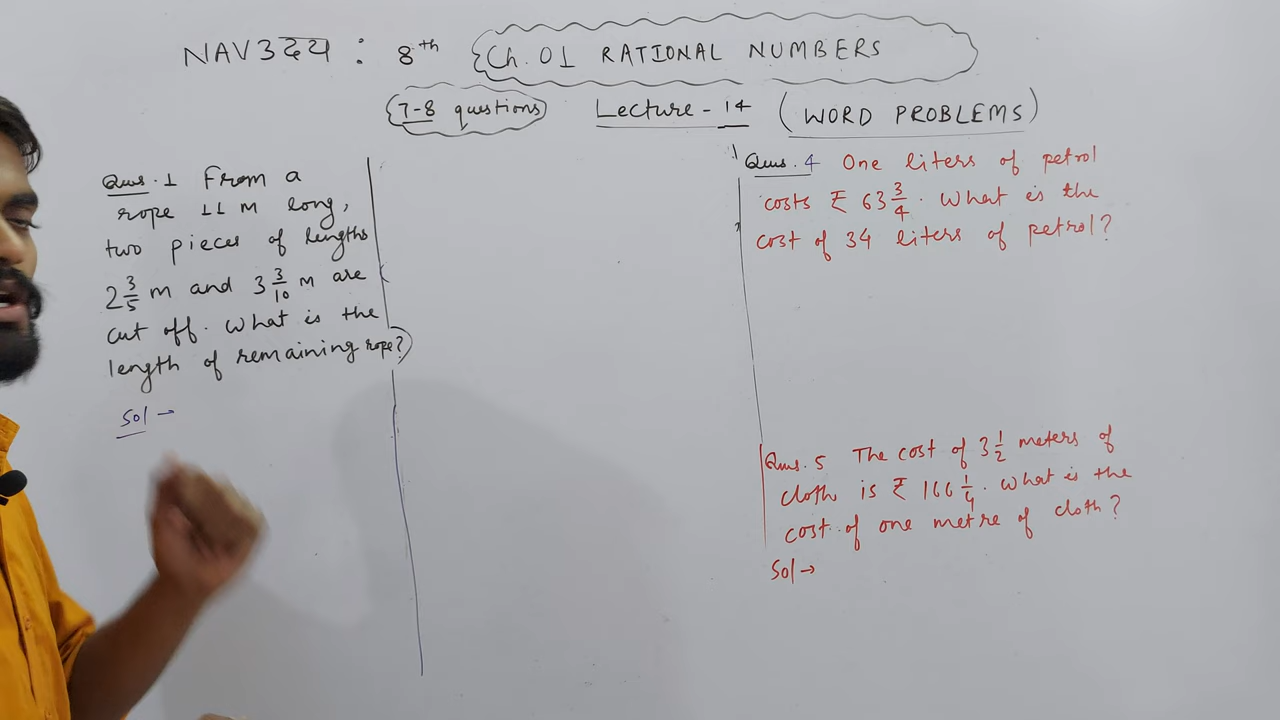 NAV3221 : 8th Ch. 01 RATIONAL NUMBERS
7-8 questions Lecture - 14 (WORD PROBLEMS)
Qus. 1 From a
rope 11 M long,
two pieces of lengths
2 3/5 m and 3 3/10 m are
cut off. What is the
length of remaining rope?
Sol →
Qus. 4 One liters of petrol
costs ₹ 63 3/4. What is the
cost of 34 liters of petrol?
Qus. 5 The cost of 3 1/2 meters of
cloth is ₹ 166 1/4. What is the
cost of one metre of cloth?
Sol →